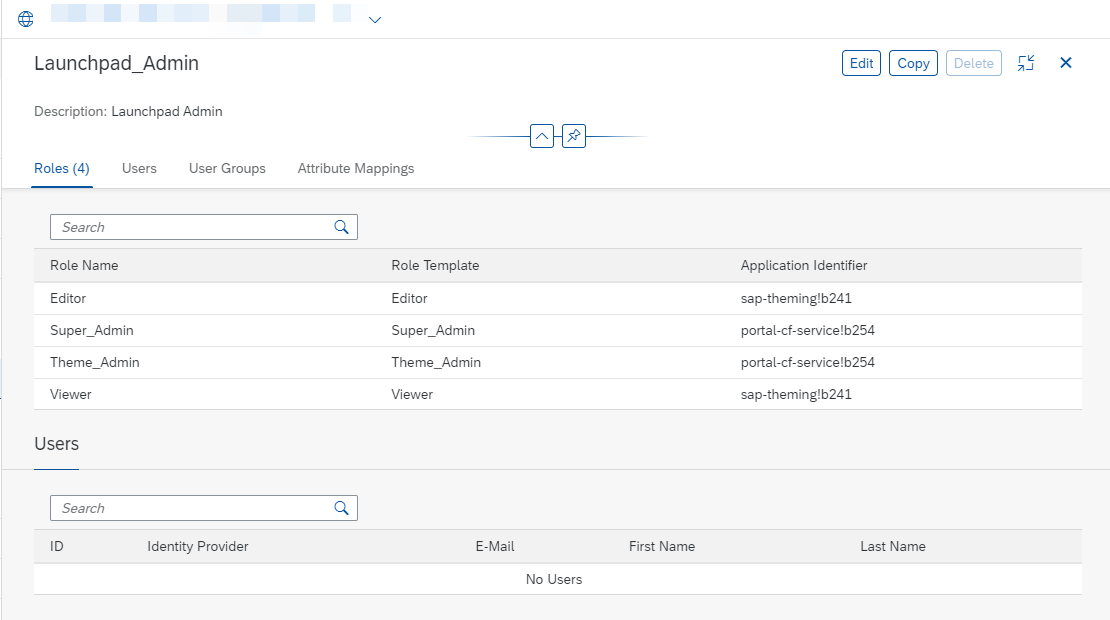 Launchpad_Admin
Edit Copy Delete
Description: Launchpad Admin
Roles (4) Users User Groups Attribute Mappings
Search
Role Name Role Template Application Identifier
Editor Editor sap-theming!b241
Super_Admin Super_Admin portal-cf-service!b254
Theme_Admin Theme_Admin portal-cf-service!b254
Viewer Viewer sap-theming!b241
Users
Search
ID Identity Provider E-Mail First Name Last Name
No Users